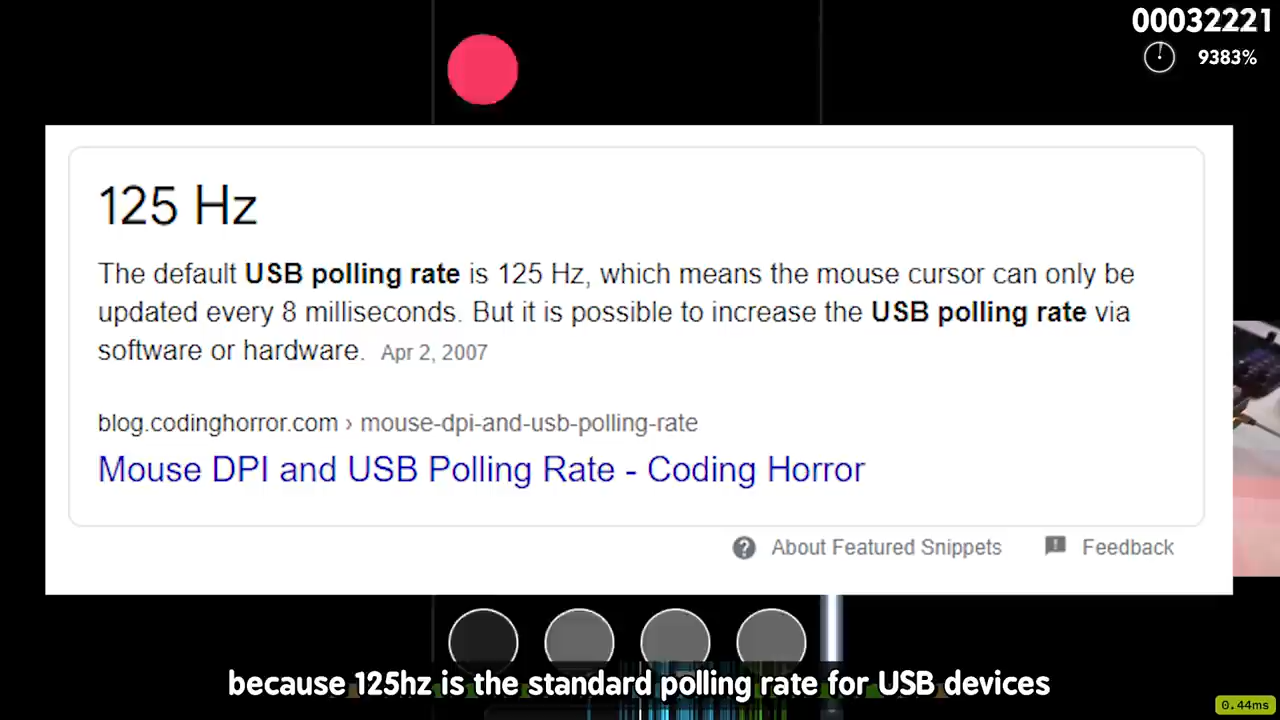 00032221
9383%
125 Hz
The default USB polling rate is 125 Hz, which means the mouse cursor can only be
updated every 8 milliseconds. But it is possible to increase the USB polling rate via
software or hardware. Apr 2, 2007
blog.codinghorror.com › mouse-dpi-and-usb-polling-rate
Mouse DPI and USB Polling Rate - Coding Horror
About Featured Snippets Feedback
because 125hz is the standard polling rate for USB devices
0.44ms